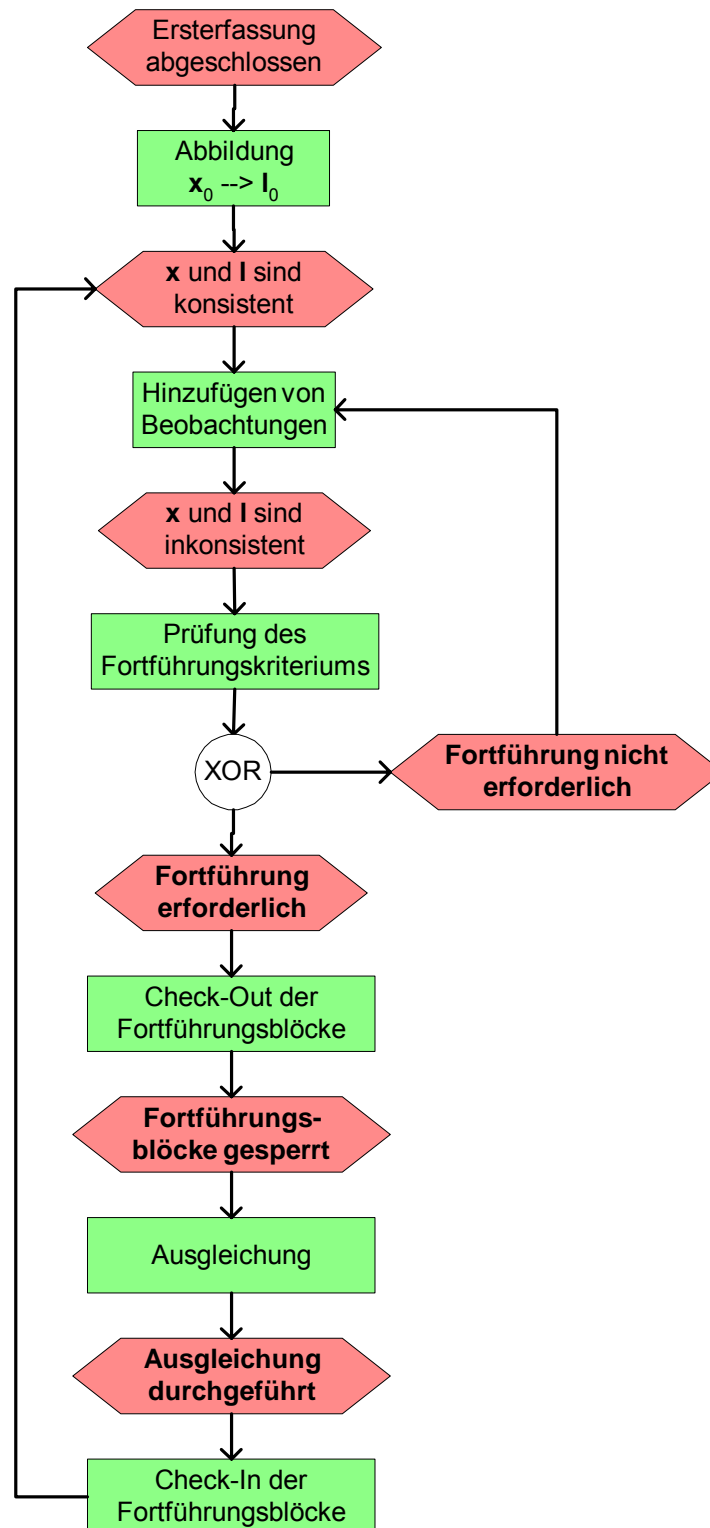 Ersterfassung
abgeschlossen
Abbildung
x0 --> l0
x und l sind
konsistent
Hinzufügen von
Beobachtungen
x und l sind
inkonsistent
Prüfung des
Fortführungskriteriums
XOR
Fortführung nicht
erforderlich
Fortführung
erforderlich
Check-Out der
Fortführungsblöcke
Fortführungs-
blöcke gesperrt
Ausgleichung
Ausgleichung
durchgeführt
Check-In der
Fortführungsblöcke